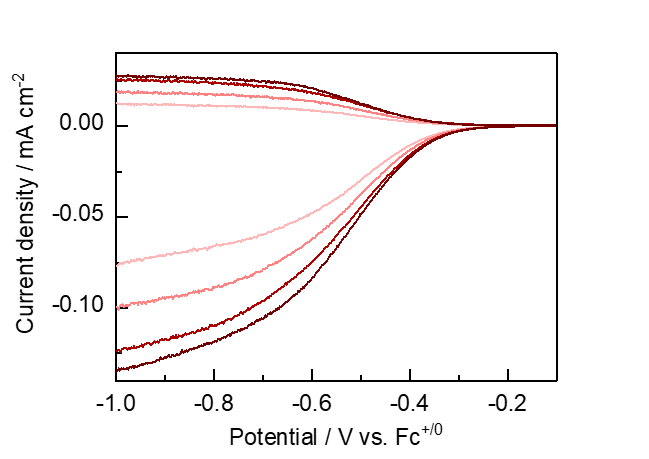 Current density / mA cm⁻²
0.00
-0.05
-0.10
-1.0 -0.8 -0.6 -0.4 -0.2
Potential / V vs. Fc⁺/⁰